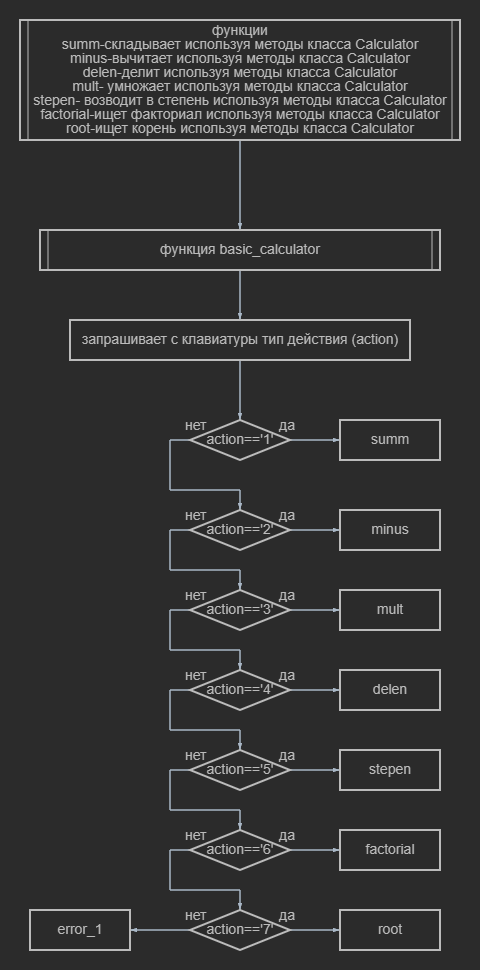 функции
summ-складывает используя методы класса Calculator
minus-вычитает используя методы класса Calculator
delen-делит используя методы класса Calculator
mult- умножает используя методы класса Calculator
stepen- возводит в степень используя методы класса Calculator
factorial-ищет факториал используя методы класса Calculator
root-ищет корень используя методы класса Calculator
функция basic_calculator
запрашивает с клавиатуры тип действия (action)
нет
да
action=='1'
summ
нет
да
action=='2'
minus
нет
да
action=='3'
mult
нет
да
action=='4'
delen
нет
да
action=='5'
stepen
нет
да
action=='6'
factorial
нет
да
error_1
action=='7'
root